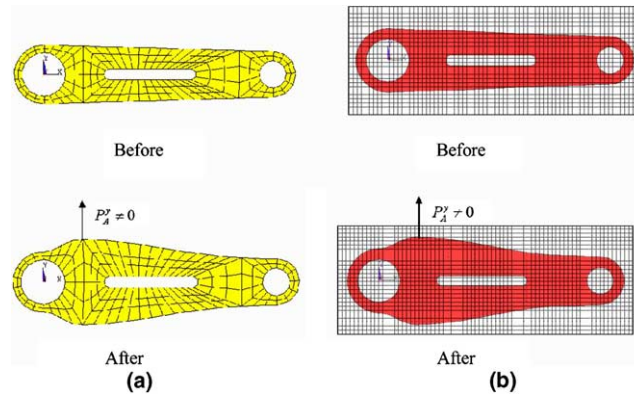 Before
Before
P_A^y ≠ 0
P_A^y ≠ 0
After
After
(a)
(b)